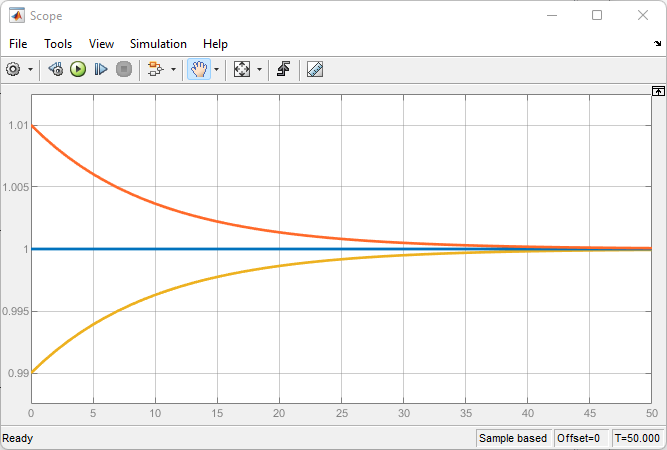 Scope
File Tools View Simulation Help
1.01
1.005
1
0.995
0.99
0 5 10 15 20 25 30 35 40 45 50
Ready Sample based Offset=0 T=50.000